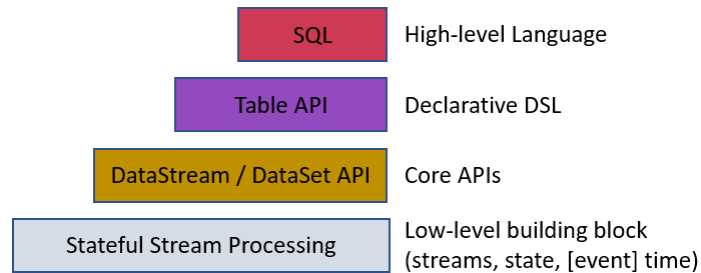 SQL
High-level Language
Table API
Declarative DSL
DataStream / DataSet API
Core APIs
Stateful Stream Processing
Low-level building block
(streams, state, [event] time)